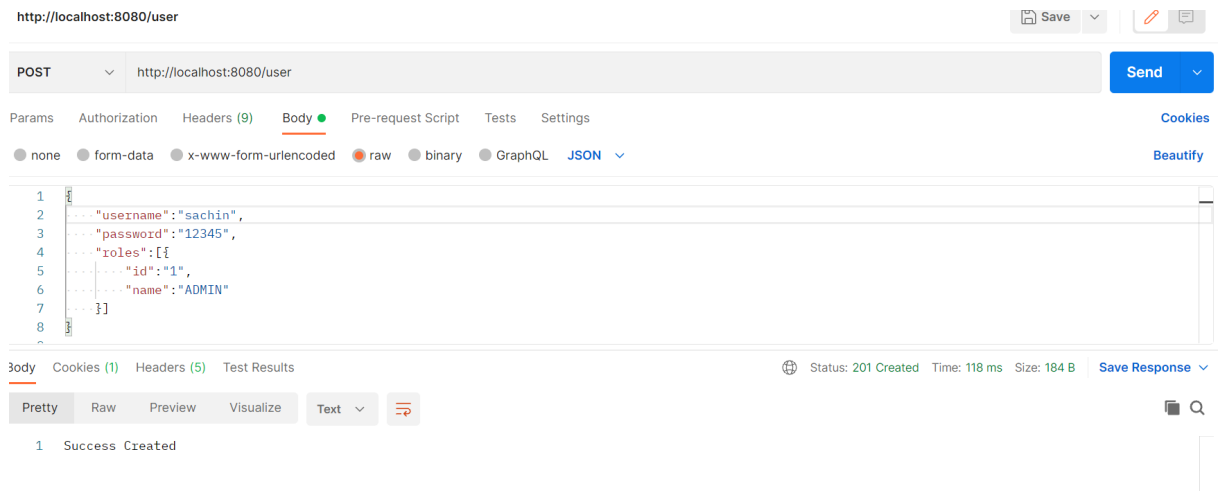 http://localhost:8080/user
Save
POST http://localhost:8080/user Send
Params Authorization Headers (9) Body Pre-request Script Tests Settings Cookies
none form-data x-www-form-urlencoded raw binary GraphQL JSON Beautify
1 {
2 "username":"sachin",
3 "password":"12345",
4 "roles":[{
5 "id":"1",
6 "name":"ADMIN"
7 }]
8 }
Body Cookies (1) Headers (5) Test Results Status: 201 Created Time: 118 ms Size: 184 B Save Response
Pretty Raw Preview Visualize Text
1 Success Created